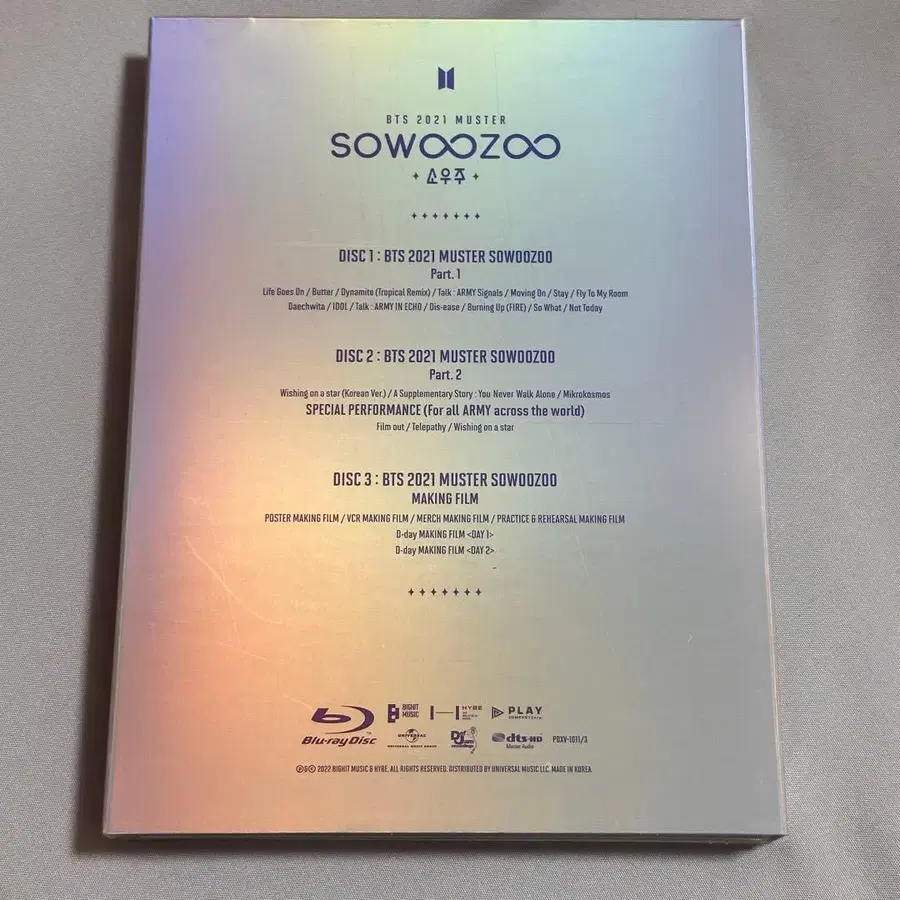 BTS 2021 MUSTER
SOWOOZOO
소우주
DISC 1 : BTS 2021 MUSTER SOWOOZOO
Part. 1
Life Goes On / Butter / Dynamite (Tropical Remix) / Talk : ARMY Signals / Moving On / Stay / Fly To My Room
Daechwita / IDOL / Talk : ARMY IN ECHO / Dis-ease / Burning Up (FIRE) / So What / Not Today
DISC 2 : BTS 2021 MUSTER SOWOOZOO
Part. 2
Wishing on a star (Korean Ver.) / A Supplementary Story : You Never Walk Alone / Mikrokosmos
SPECIAL PERFORMANCE (For all ARMY across the world)
Film out / Telepathy / Wishing on a star
DISC 3 : BTS 2021 MUSTER SOWOOZOO
MAKING FILM
POSTER MAKING FILM / VCR MAKING FILM / MERCH MAKING FILM / PRACTICE & REHEARSAL MAKING FILM
D-day MAKING FILM <DAY 1>
D-day MAKING FILM <DAY 2>
Blu-ray Disc
BIGHIT MUSIC
HYBE
PLAY
UNIVERSAL
UNIVERSAL MUSIC GROUP
Def Jam recordings
dts-HD Master Audio
PDXV-1011/3
℗© 2022 BIGHIT MUSIC & HYBE. ALL RIGHTS RESERVED. DISTRIBUTED BY UNIVERSAL MUSIC LLC. MADE IN KOREA.